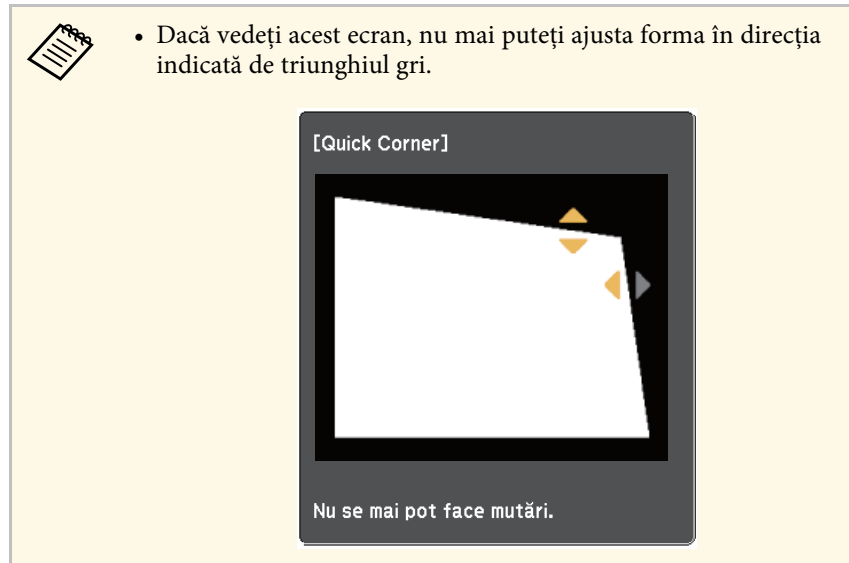 • Dacă vedeți acest ecran, nu mai puteți ajusta forma în direcția
indicată de triunghiul gri.
[Quick Corner]
Nu se mai pot face mutări.